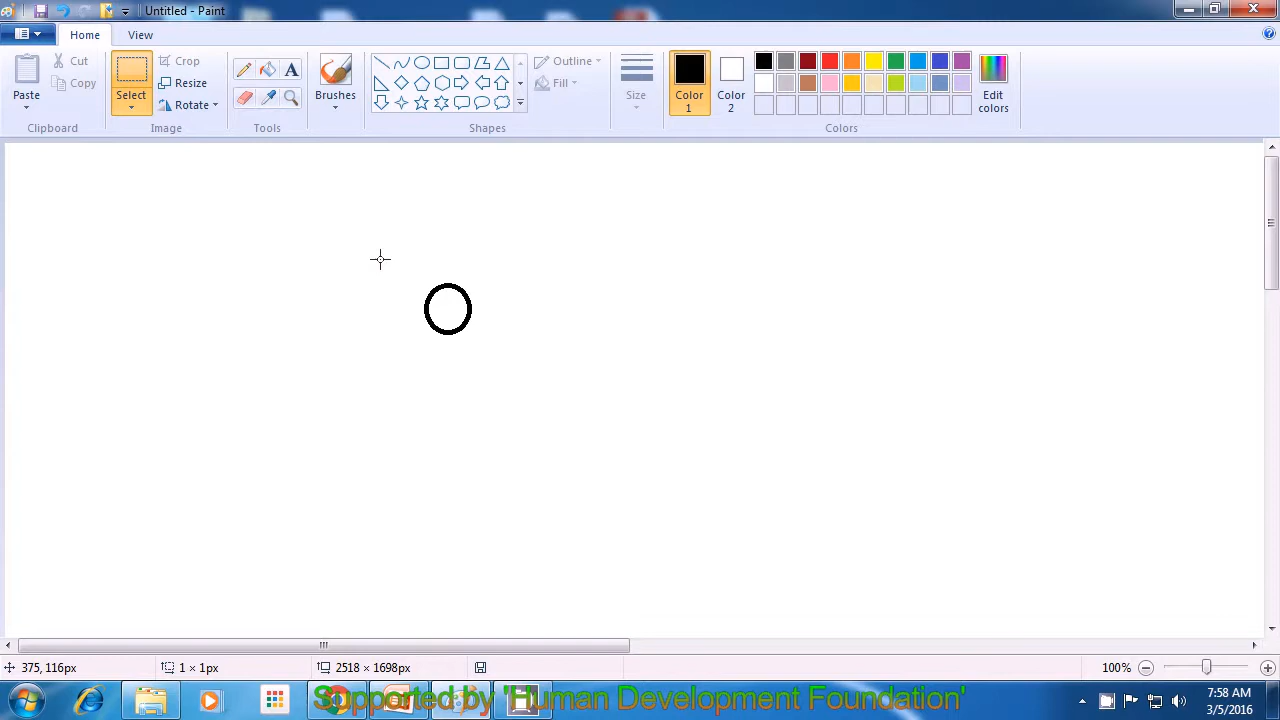 Untitled - Paint
Home
View
Paste
Cut
Copy
Clipboard
Select
Crop
Resize
Rotate
Image
A
Tools
Brushes
Outline
Fill
Shapes
Size
Color 1
Color 2
Edit colors
Colors
375, 116px
1 × 1px
2518 × 1698px
100%
Supported by 'Human Development Foundation'
7:58 AM
3/5/2016